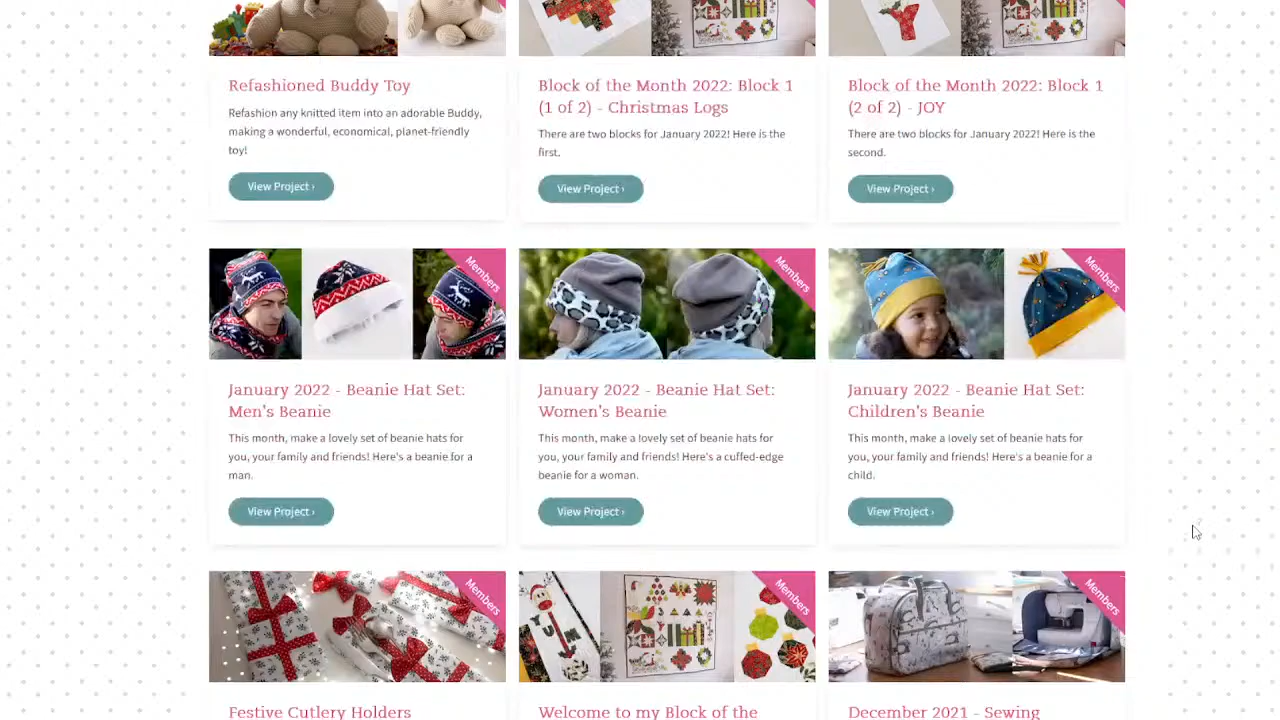 Refashioned Buddy Toy
Refashion any knitted item into an adorable Buddy,
making a wonderful, economical, planet-friendly
toy!
View Project ›
Block of the Month 2022: Block 1
(1 of 2) - Christmas Logs
There are two blocks for January 2022! Here is the
first.
View Project ›
Block of the Month 2022: Block 1
(2 of 2) - JOY
There are two blocks for January 2022! Here is the
second.
View Project ›
Members
January 2022 - Beanie Hat Set:
Men's Beanie
This month, make a lovely set of beanie hats for
you, your family and friends! Here's a beanie for a
man.
View Project ›
Members
January 2022 - Beanie Hat Set:
Women's Beanie
This month, make a lovely set of beanie hats for
you, your family and friends! Here's a cuffed-edge
beanie for a woman.
View Project ›
Members
January 2022 - Beanie Hat Set:
Children's Beanie
This month, make a lovely set of beanie hats for
you, your family and friends! Here's a beanie for a
child.
View Project ›
Members
Festive Cutlery Holders
YUM
Members
Welcome to my Block of the
Members
December 2021 - Sewing